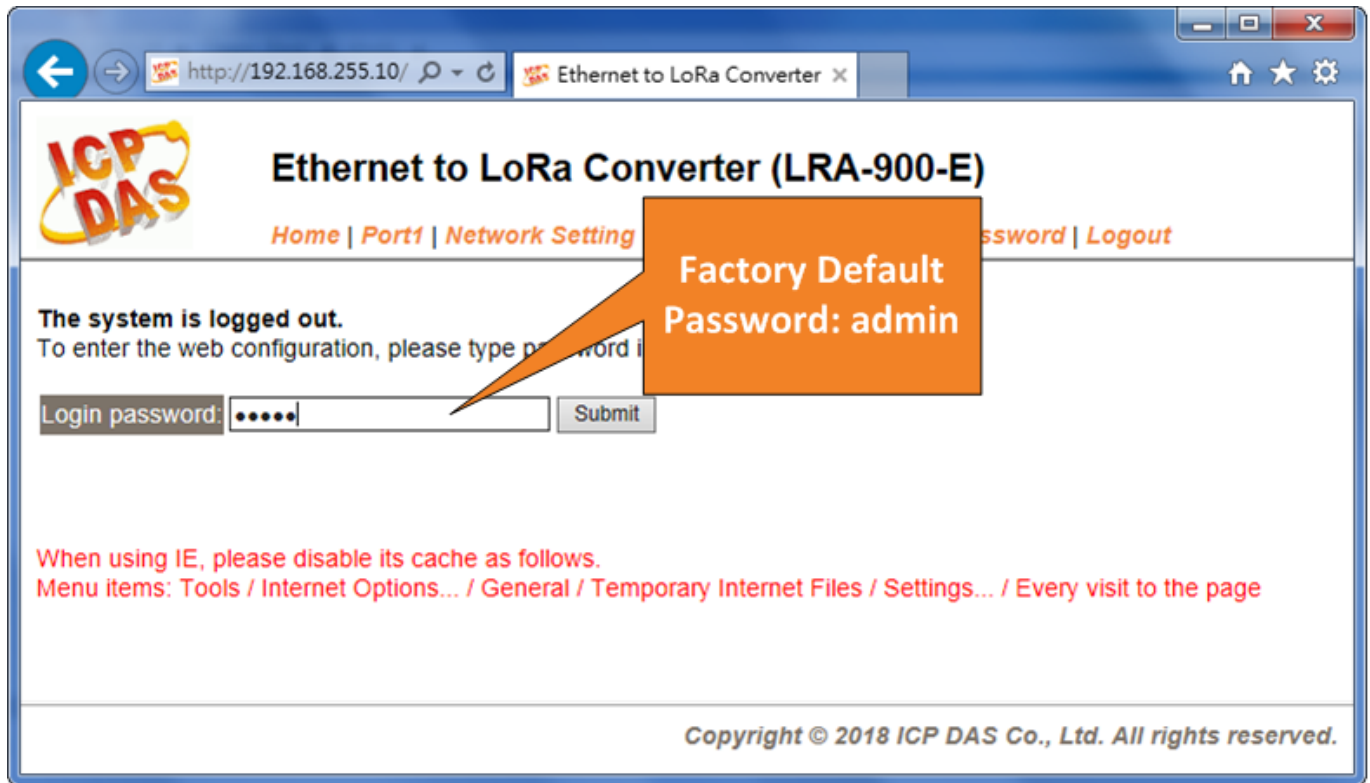 http://192.168.255.10/
Ethernet to LoRa Converter
ICP DAS
Ethernet to LoRa Converter (LRA-900-E)
Home | Port1 | Network Setting
ssword | Logout
Factory Default
Password: admin
The system is logged out.
To enter the web configuration, please type
Login password: •••••
Submit
When using IE, please disable its cache as follows.
Menu items: Tools / Internet Options... / General / Temporary Internet Files / Settings... / Every visit to the page
Copyright © 2018 ICP DAS Co., Ltd. All rights reserved.